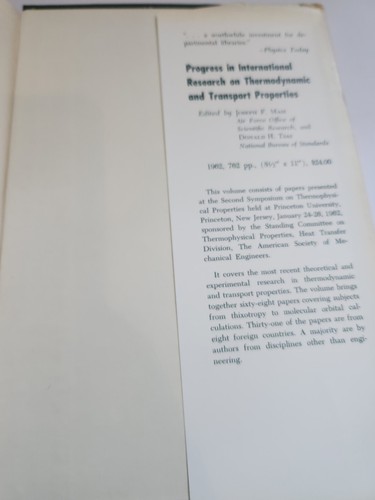 ". . . a worthwhile investment for de-
partmental libraries."
—Physics Today
Progress in International
Research on Thermodynamic
and Transport Properties
Edited by Joseph F. Masi
Air Force Office of
Scientific Research, and
Donald H. Tsai
National Bureau of Standards
1962, 782 pp., (8½" x 11"), $24.00
This volume consists of papers presented
at the Second Symposium on Thermophysi-
cal Properties held at Princeton University,
Princeton, New Jersey, January 24-26, 1962,
sponsored by the Standing Committee on
Thermophysical Properties, Heat Transfer
Division, The American Society of Me-
chanical Engineers.
It covers the most recent theoretical and
experimental research in thermodynamic
and transport properties. The volume brings
together sixty-eight papers covering subjects
from thixotropy to molecular orbital cal-
culations. Thirty-one of the papers are from
eight foreign countries. A majority are by
authors from disciplines other than engi-
neering.